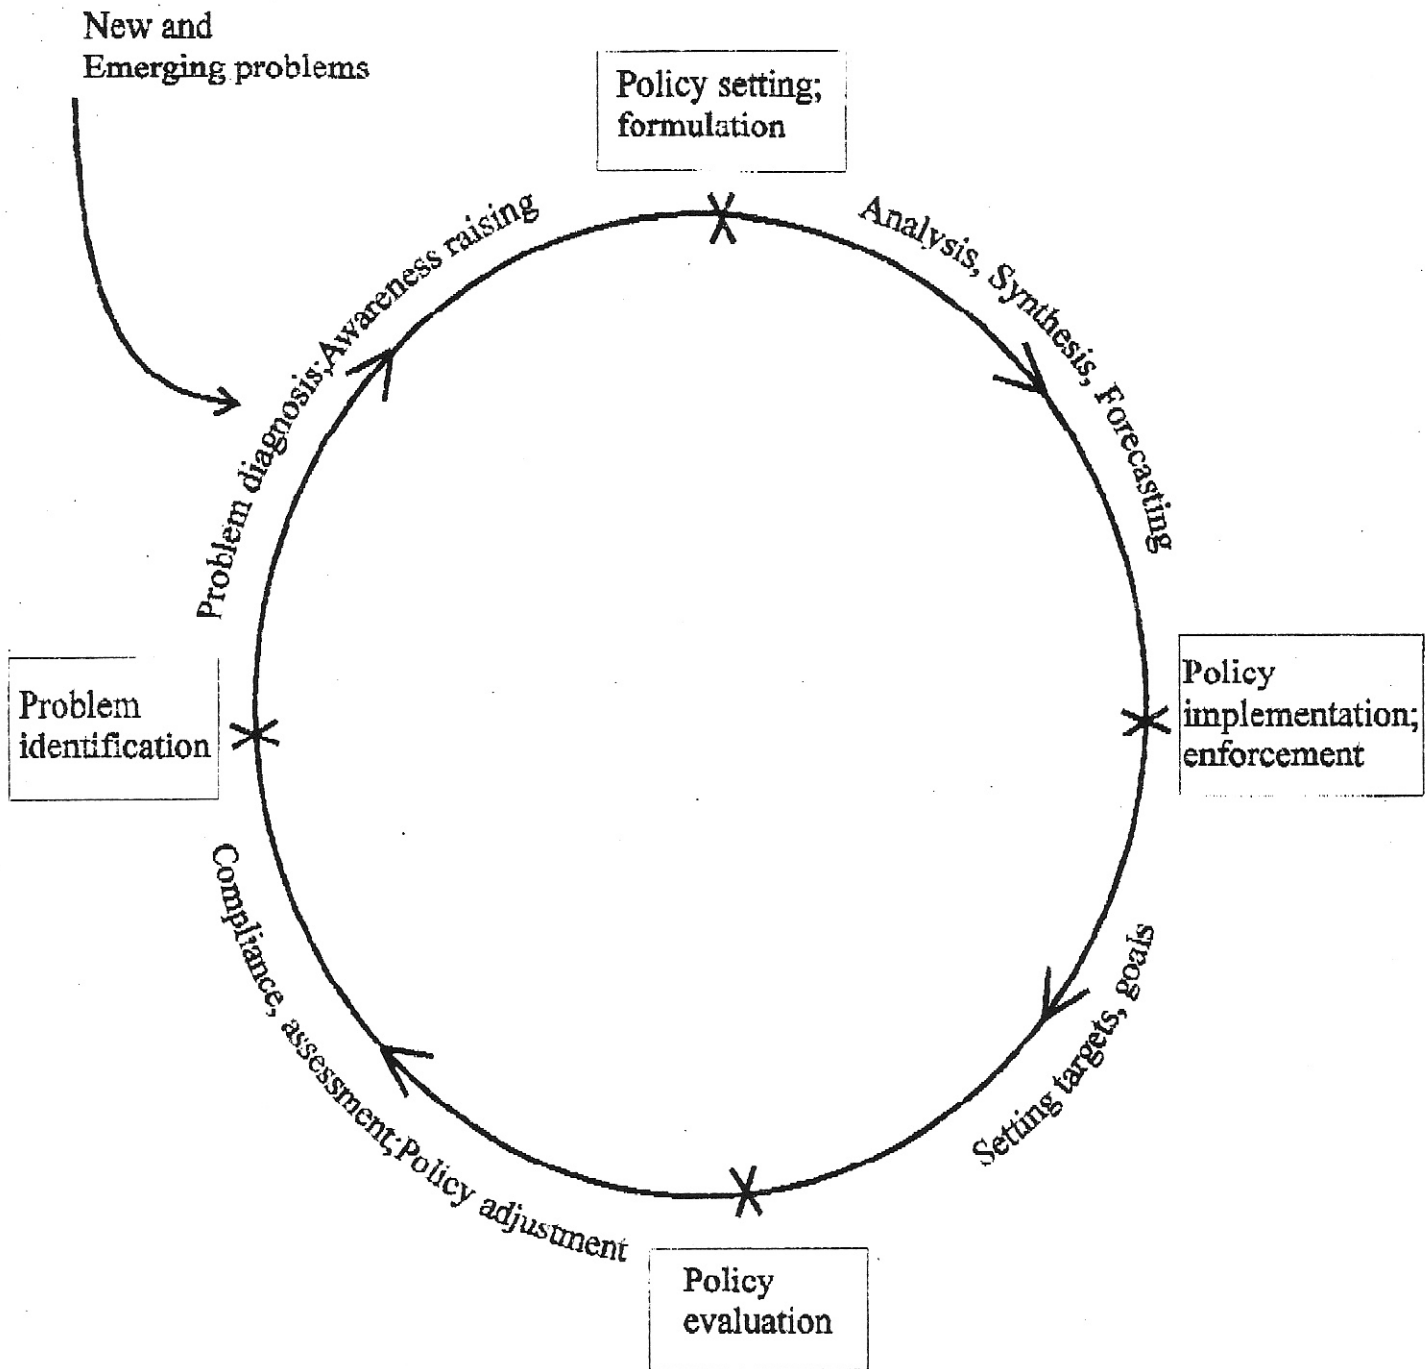 New and
Emerging problems
Policy setting;
formulation
Problem diagnosis;Awareness raising
Analysis, Synthesis, Forecasting
Problem
identification
Policy
implementation;
enforcement
Compliance, assessment;Policy adjustment
Setting targets, goals
Policy
evaluation